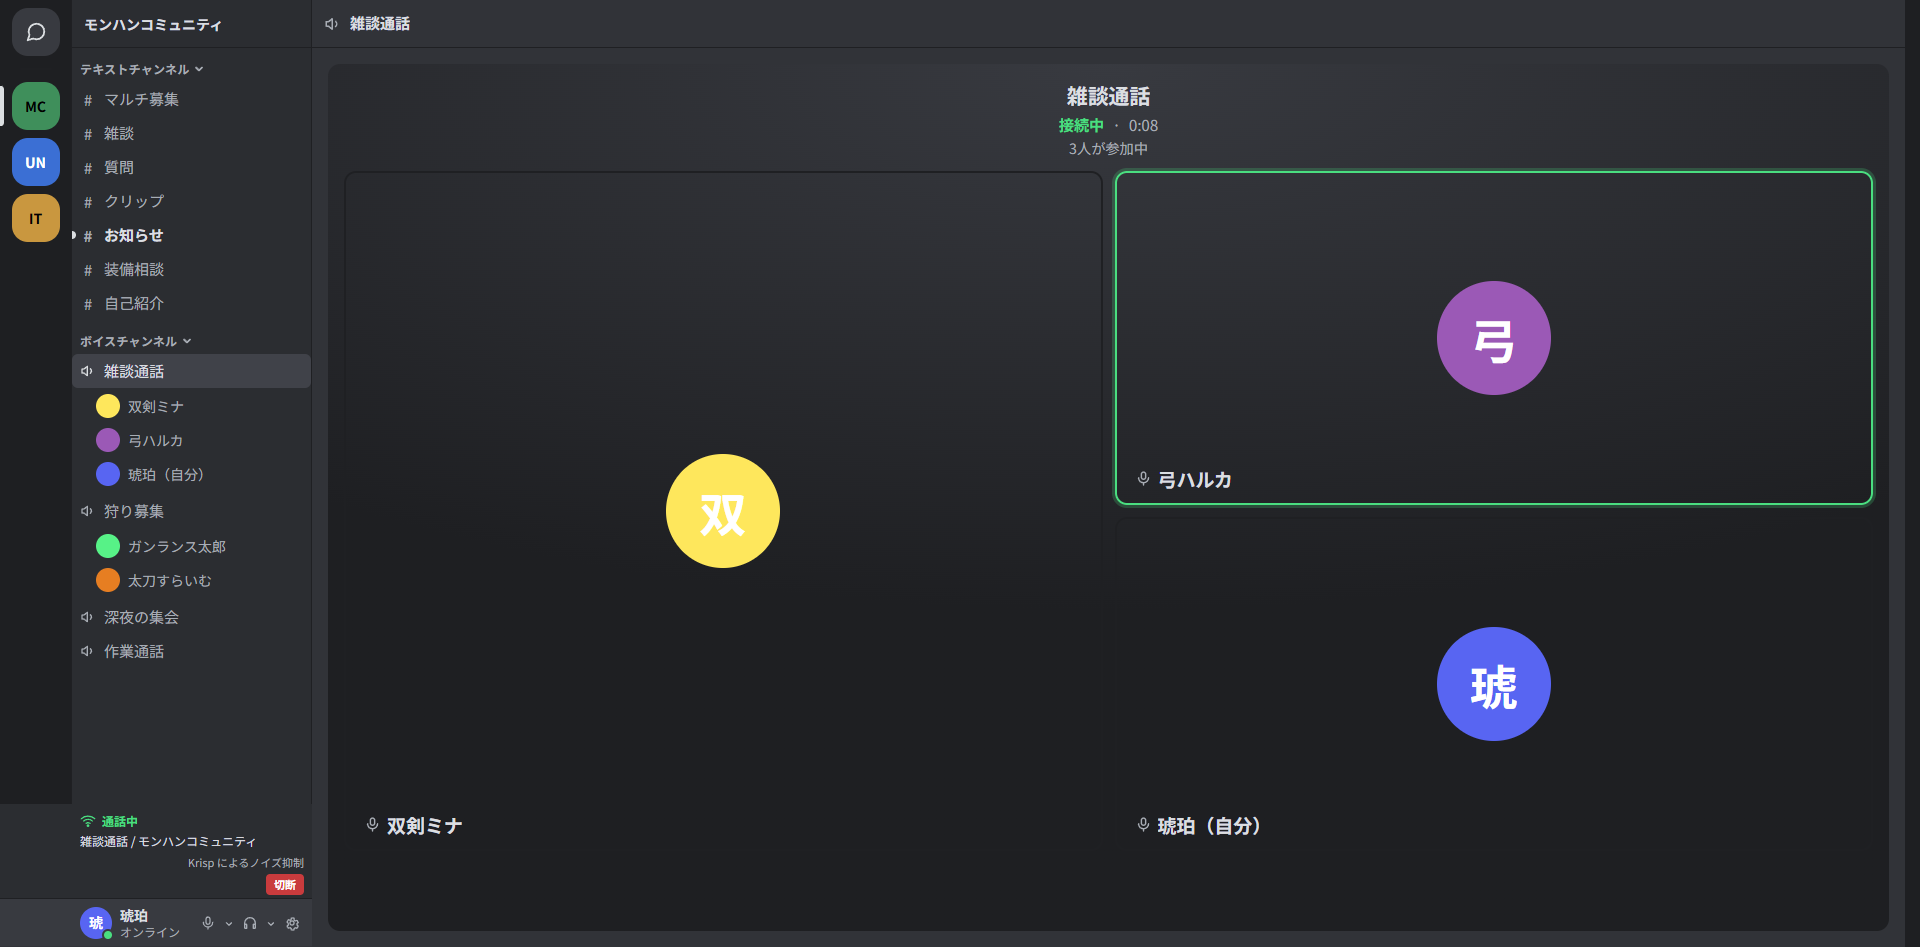 MC
UN
IT
モンハンコミュニティ
テキストチャンネル
# マルチ募集
# 雑談
# 質問
# クリップ
# お知らせ
# 装備相談
# 自己紹介
ボイスチャンネル
雑談通話
双剣ミナ
弓ハルカ
琥珀（自分）
狩り募集
ガンランス太郎
太刀すらいむ
深夜の集会
作業通話
通話中
雑談通話 / モンハンコミュニティ
Krisp によるノイズ抑制
切断
琥
琥珀
オンライン
雑談通話
雑談通話
接続中 · 0:08
3人が参加中
双
双剣ミナ
弓
弓ハルカ
琥
琥珀（自分）